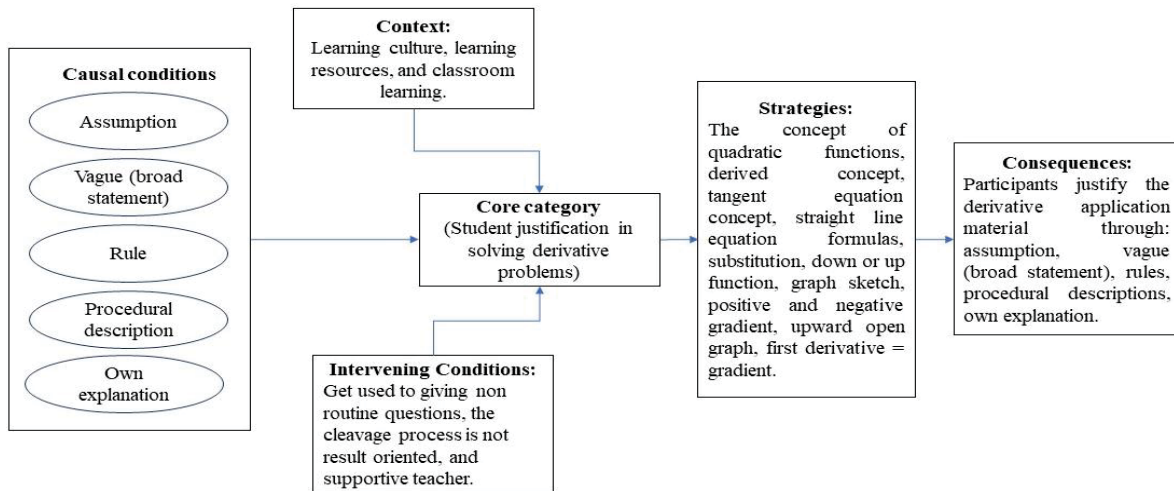 Causal conditions
Assumption
Vague (broad
statement)
Rule
Procedural
description
Own
explanation
Context:
Learning culture, learning
resources, and classroom
learning.
Core category
(Student justification in
solving derivative
problems)
Intervening Conditions:
Get used to giving non
routine questions, the
cleavage process is not
result oriented, and
supportive teacher.
Strategies:
The concept of
quadratic functions,
derived concept,
tangent equation
concept, straight line
equation formulas,
substitution, down or up
function, graph sketch,
positive and negative
gradient, upward open
graph, first derivative =
gradient.
Consequences:
Participants justify the
derivative application
material through:
assumption, vague
(broad statement), rules,
procedural descriptions,
own explanation.